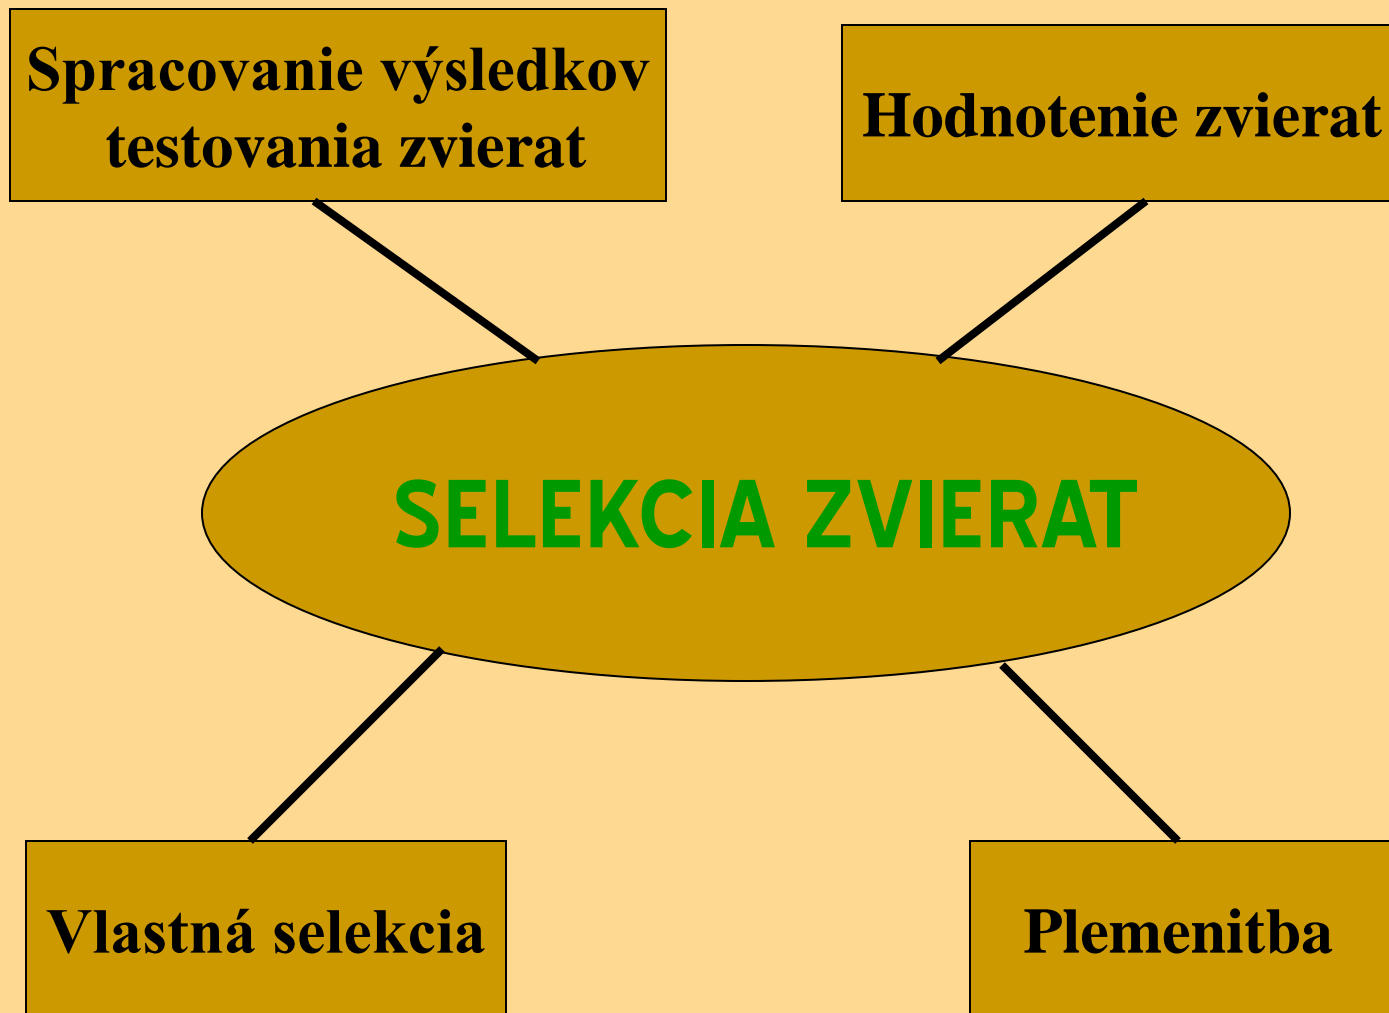 Spracovanie výsledkov
testovania zvierat
Hodnotenie zvierat
SELEKCIA ZVIERAT
Vlastná selekcia
Plemenitba